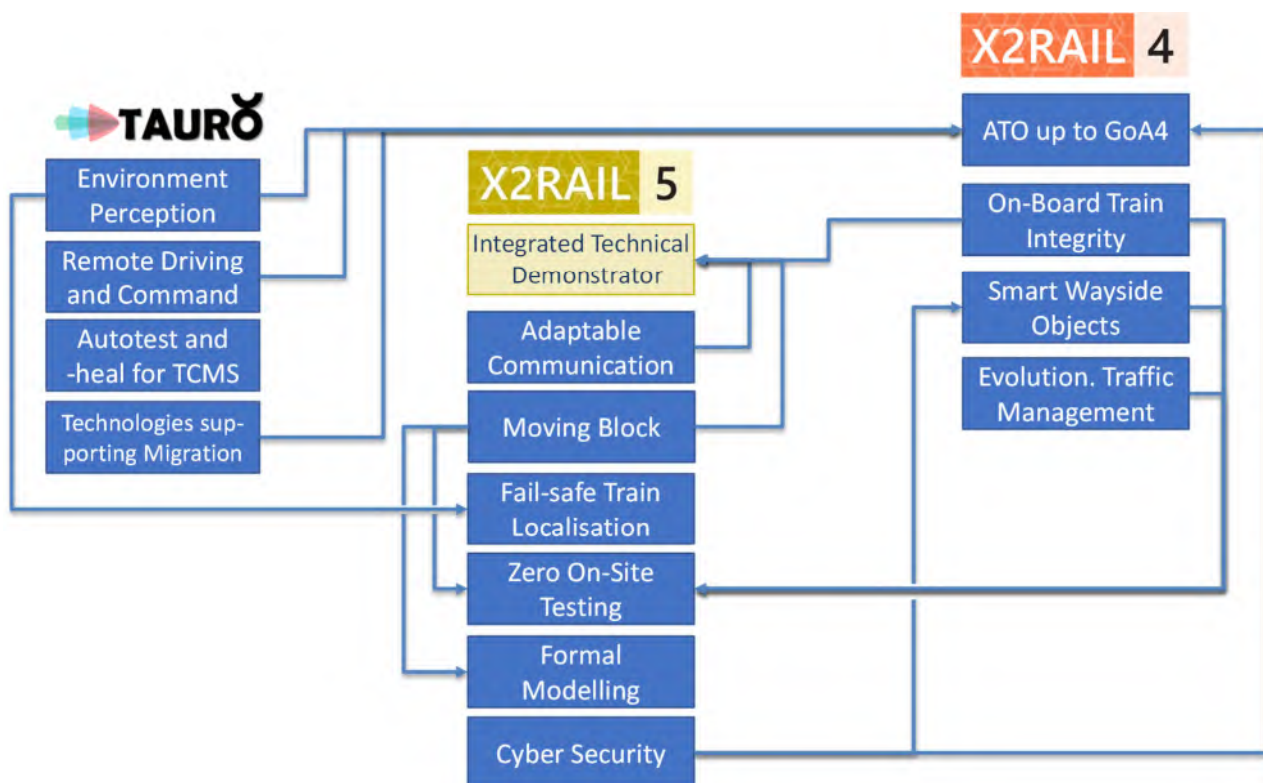 TAURO
Environment
Perception
Remote Driving
and Command
Autotest and
-heal for TCMS
Technologies sup-
porting Migration
X2RAIL 5
Integrated Technical
Demonstrator
Adaptable
Communication
Moving Block
Fail-safe Train
Localisation
Zero On-Site
Testing
Formal
Modelling
Cyber Security
X2RAIL 4
ATO up to GoA4
On-Board Train
Integrity
Smart Wayside
Objects
Evolution. Traffic
Management